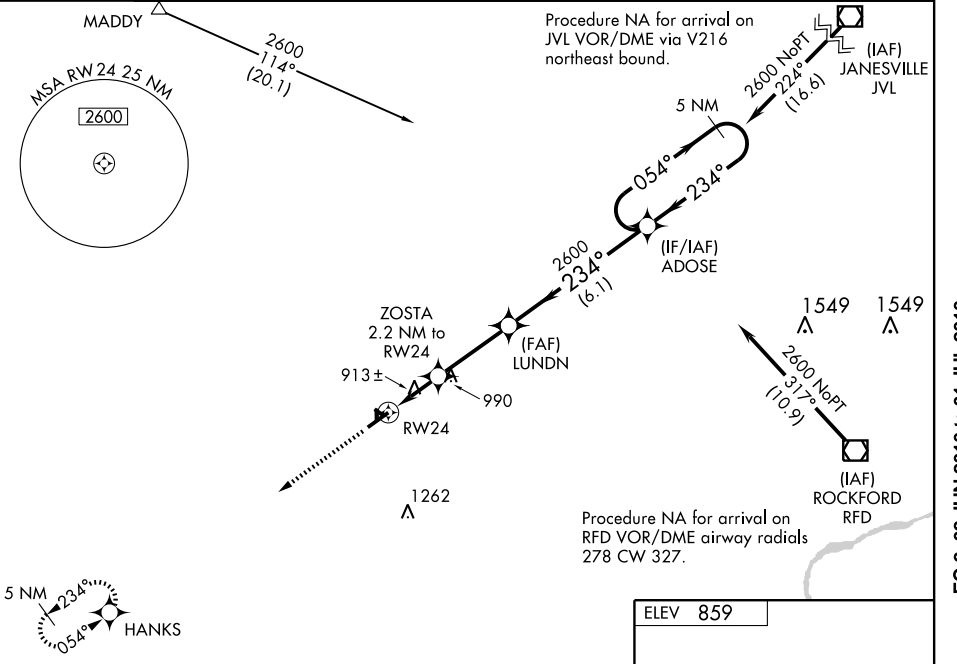 MADDY
2600
114°
(20.1)
MSA RW 24 25 NM
2600
Procedure NA for arrival on
JVL VOR/DME via V216
northeast bound.
(IAF)
JANESVILLE
JVL
2600 NoPT
224°
(16.6)
5 NM
054°
234°
(IF/IAF)
ADOSE
2600
234°
(6.1)
ZOSTA
2.2 NM to
RW24
(FAF)
LUNDN
913±
990
RW24
1549
1549
2600 NoPT
317°
(10.9)
(IAF)
ROCKFORD
RFD
1262
Procedure NA for arrival on
RFD VOR/DME airway radials
278 CW 327.
5 NM
234°
054°
HANKS
ELEV 859